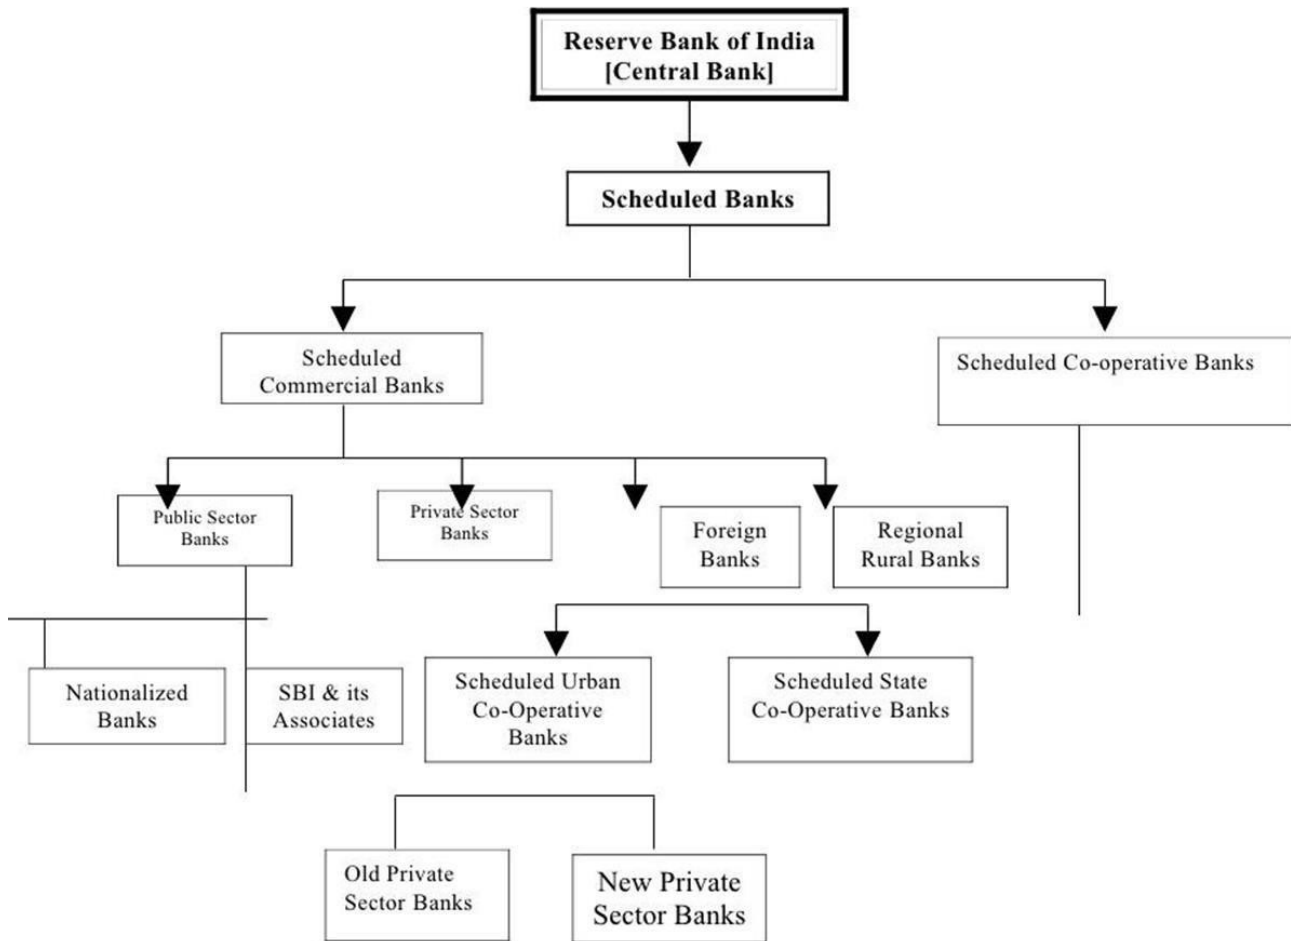 Reserve Bank of India
[Central Bank]
Scheduled Banks
Scheduled
Commercial Banks
Scheduled Co-operative Banks
Public Sector
Banks
Private Sector
Banks
Foreign
Banks
Regional
Rural Banks
Nationalized
Banks
SBI & its
Associates
Scheduled Urban
Co-Operative
Banks
Scheduled State
Co-Operative Banks
Old Private
Sector Banks
New Private
Sector Banks